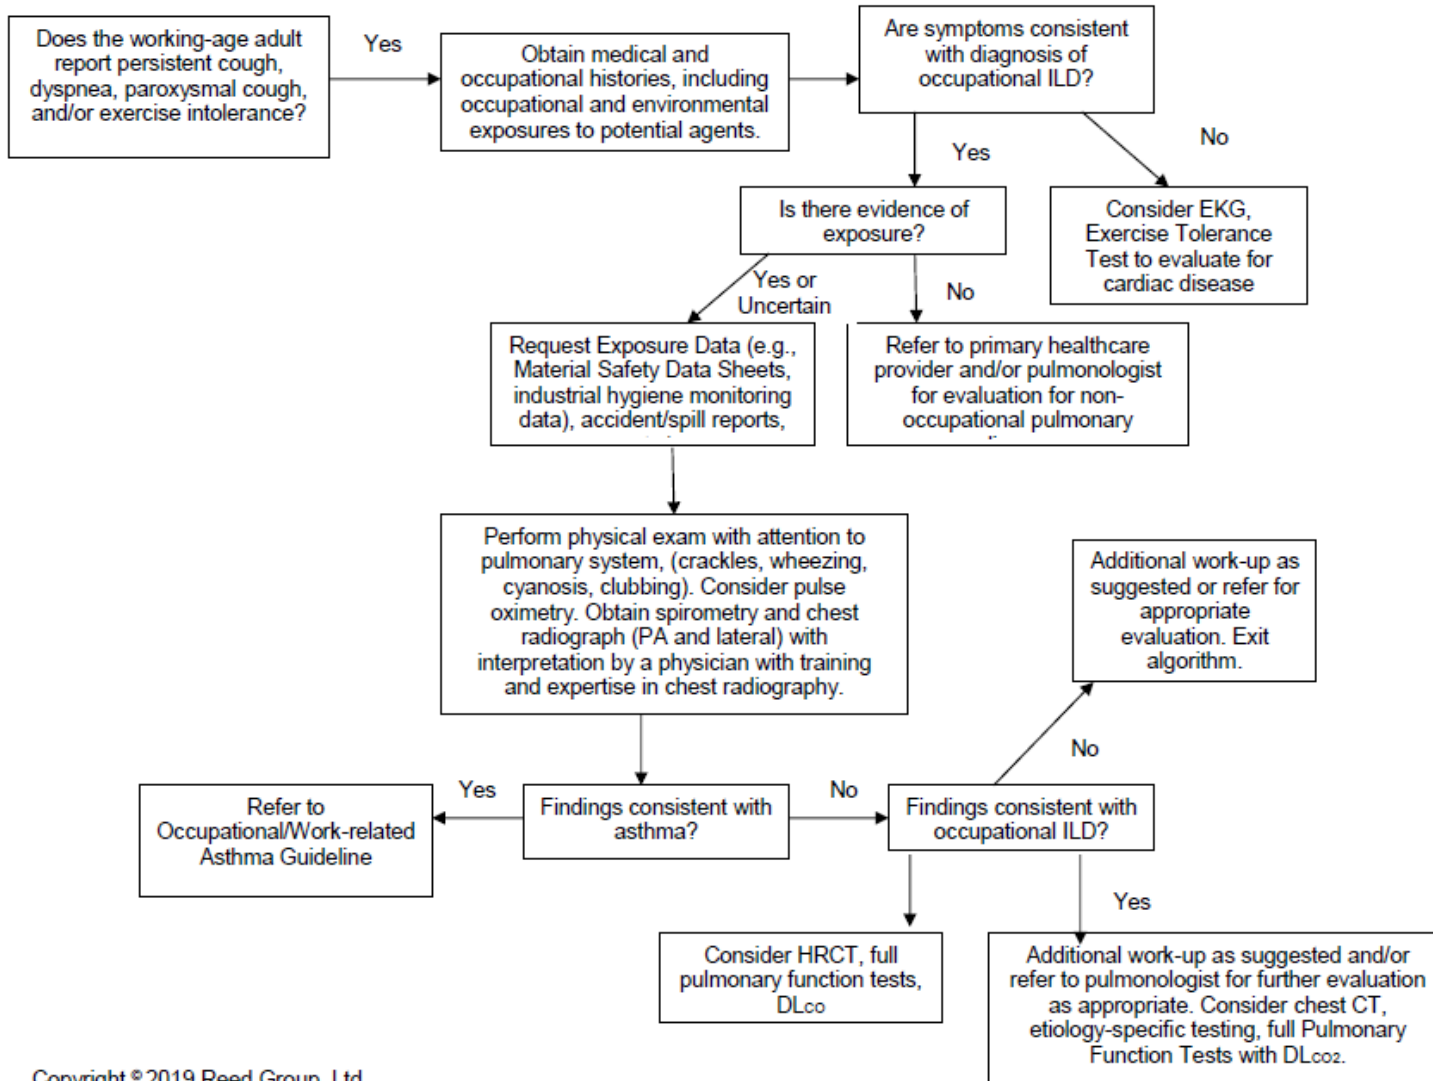 Does the working-age adult
report persistent cough,
dyspnea, paroxysmal cough,
and/or exercise intolerance?
Yes
Obtain medical and
occupational histories, including
occupational and environmental
exposures to potential agents.
Are symptoms consistent
with diagnosis of
occupational ILD?
Yes
No
Is there evidence of
exposure?
Consider EKG,
Exercise Tolerance
Test to evaluate for
cardiac disease
Yes or
Uncertain
No
Request Exposure Data (e.g.,
Material Safety Data Sheets,
industrial hygiene monitoring
data), accident/spill reports,
Refer to primary healthcare
provider and/or pulmonologist
for evaluation for non-
occupational pulmonary
Perform physical exam with attention to
pulmonary system, (crackles, wheezing,
cyanosis, clubbing). Consider pulse
oximetry. Obtain spirometry and chest
radiograph (PA and lateral) with
interpretation by a physician with training
and expertise in chest radiography.
Additional work-up as
suggested or refer for
appropriate
evaluation. Exit
algorithm.
No
Refer to
Occupational/Work-related
Asthma Guideline
Yes
Findings consistent with
asthma?
No
Findings consistent with
occupational ILD?
Yes
Consider HRCT, full
pulmonary function tests,
DLco
Additional work-up as suggested and/or
refer to pulmonologist for further evaluation
as appropriate. Consider chest CT,
etiology-specific testing, full Pulmonary
Function Tests with DLco2.
Copyright © 2019 Reed Group, Ltd